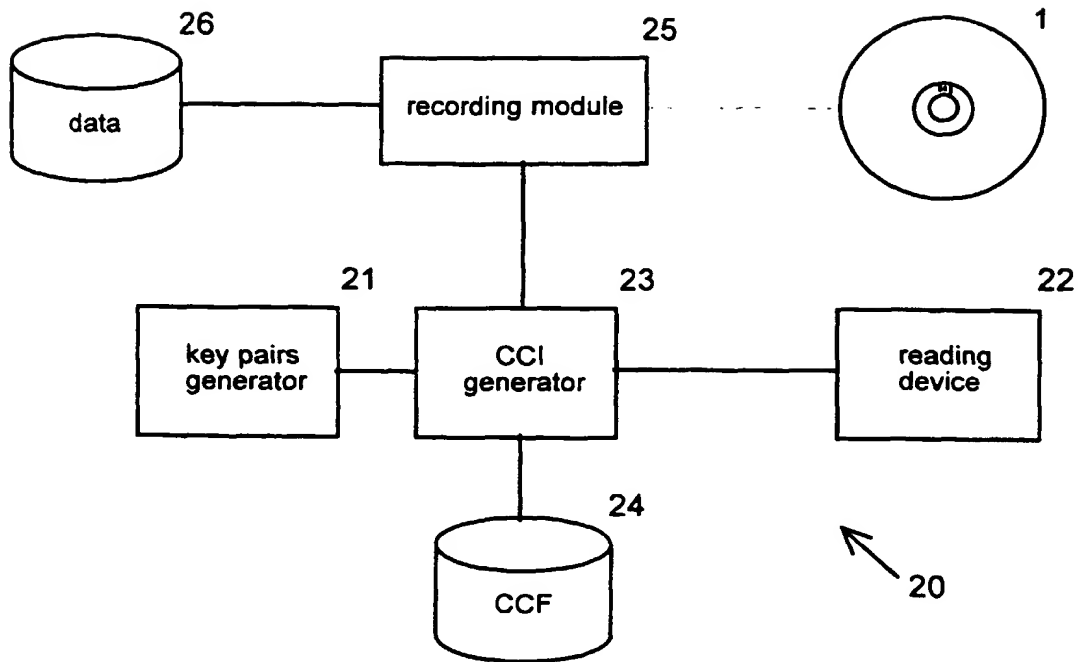 26
25
1
data
recording module
21
23
22
key pairs
generator
CCI
generator
reading
device
24
CCF
20